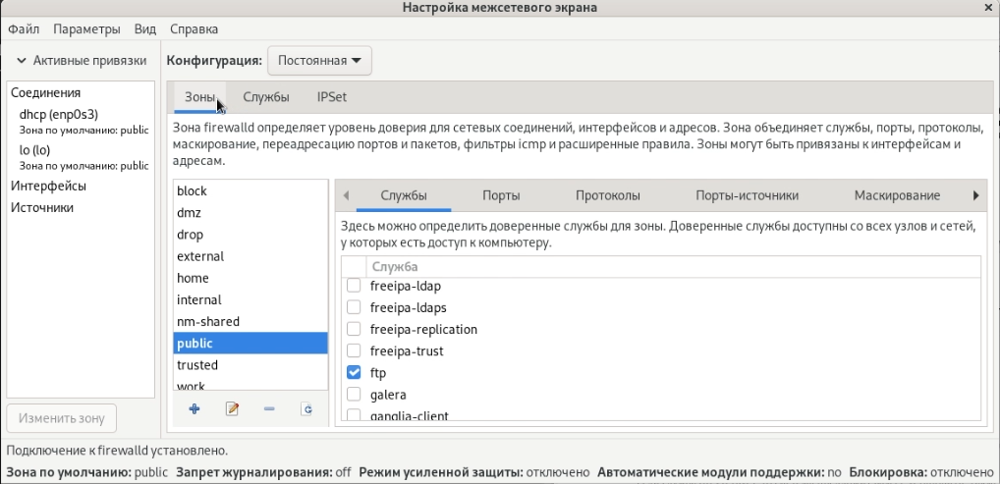 Настройка межсетевого экрана
Файл Параметры Вид Справка
Активные привязки
Конфигурация: Постоянная
Соединения
dhcp (enp0s3)
Зона по умолчанию: public
lo (lo)
Зона по умолчанию: public
Интерфейсы
Источники
Изменить зону
Зоны Службы IPSet
Зона firewalld определяет уровень доверия для сетевых соединений, интерфейсов и адресов. Зона объединяет службы, порты, протоколы,
маскирование, переадресацию портов и пакетов, фильтры icmp и расширенные правила. Зоны могут быть привязаны к интерфейсам и
адресам.
block
dmz
drop
external
home
internal
nm-shared
public
trusted
work
Службы Порты Протоколы Порты-источники Маскирование
Здесь можно определить доверенные службы для зоны. Доверенные службы доступны со всех узлов и сетей,
у которых есть доступ к компьютеру.
Служба
freeipa-ldap
freeipa-ldaps
freeipa-replication
freeipa-trust
ftp
galera
ganglia-client
Подключение к firewalld установлено.
Зона по умолчанию: public Запрет журналирования: off Режим усиленной защиты: отключено Автоматические модули поддержки: no Блокировка: отключено